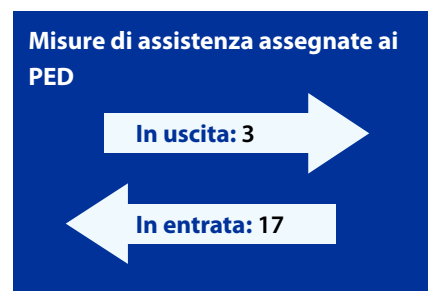 Misure di assistenza assegnate ai
PED
In uscita: 3
In entrata: 17